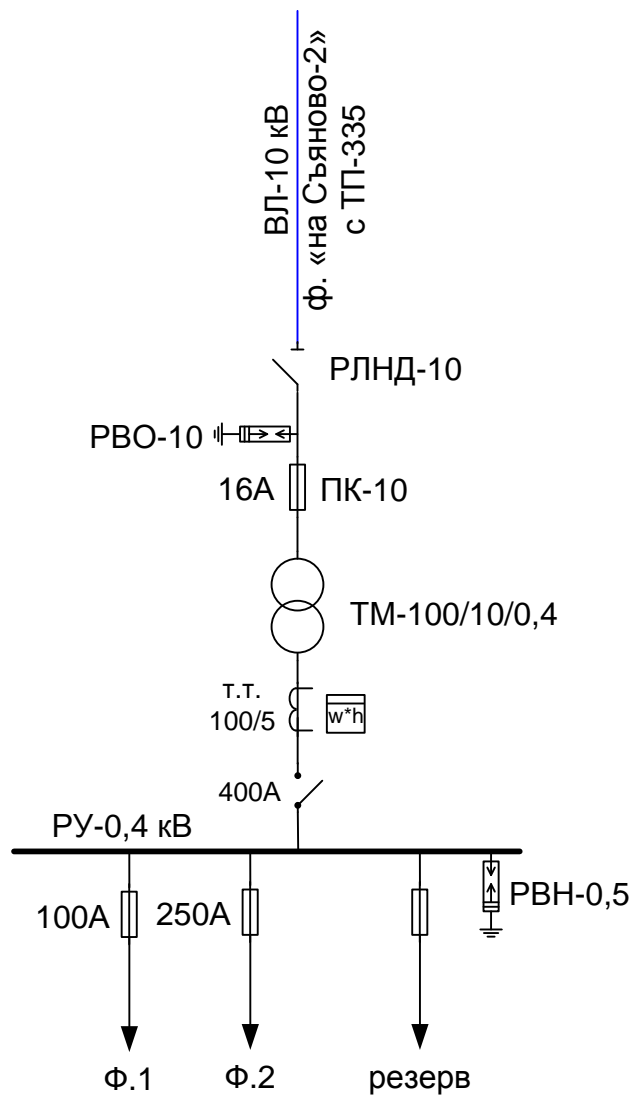 ВЛ-10 кВ
ф. «на Съяново-2»
с ТП-335
РЛНД-10
РВО-10
16А
ПК-10
ТМ-100/10/0,4
т.т.
100/5
w*h
400А
РУ-0,4 кВ
100А
250А
РВН-0,5
Ф.1
Ф.2
резерв